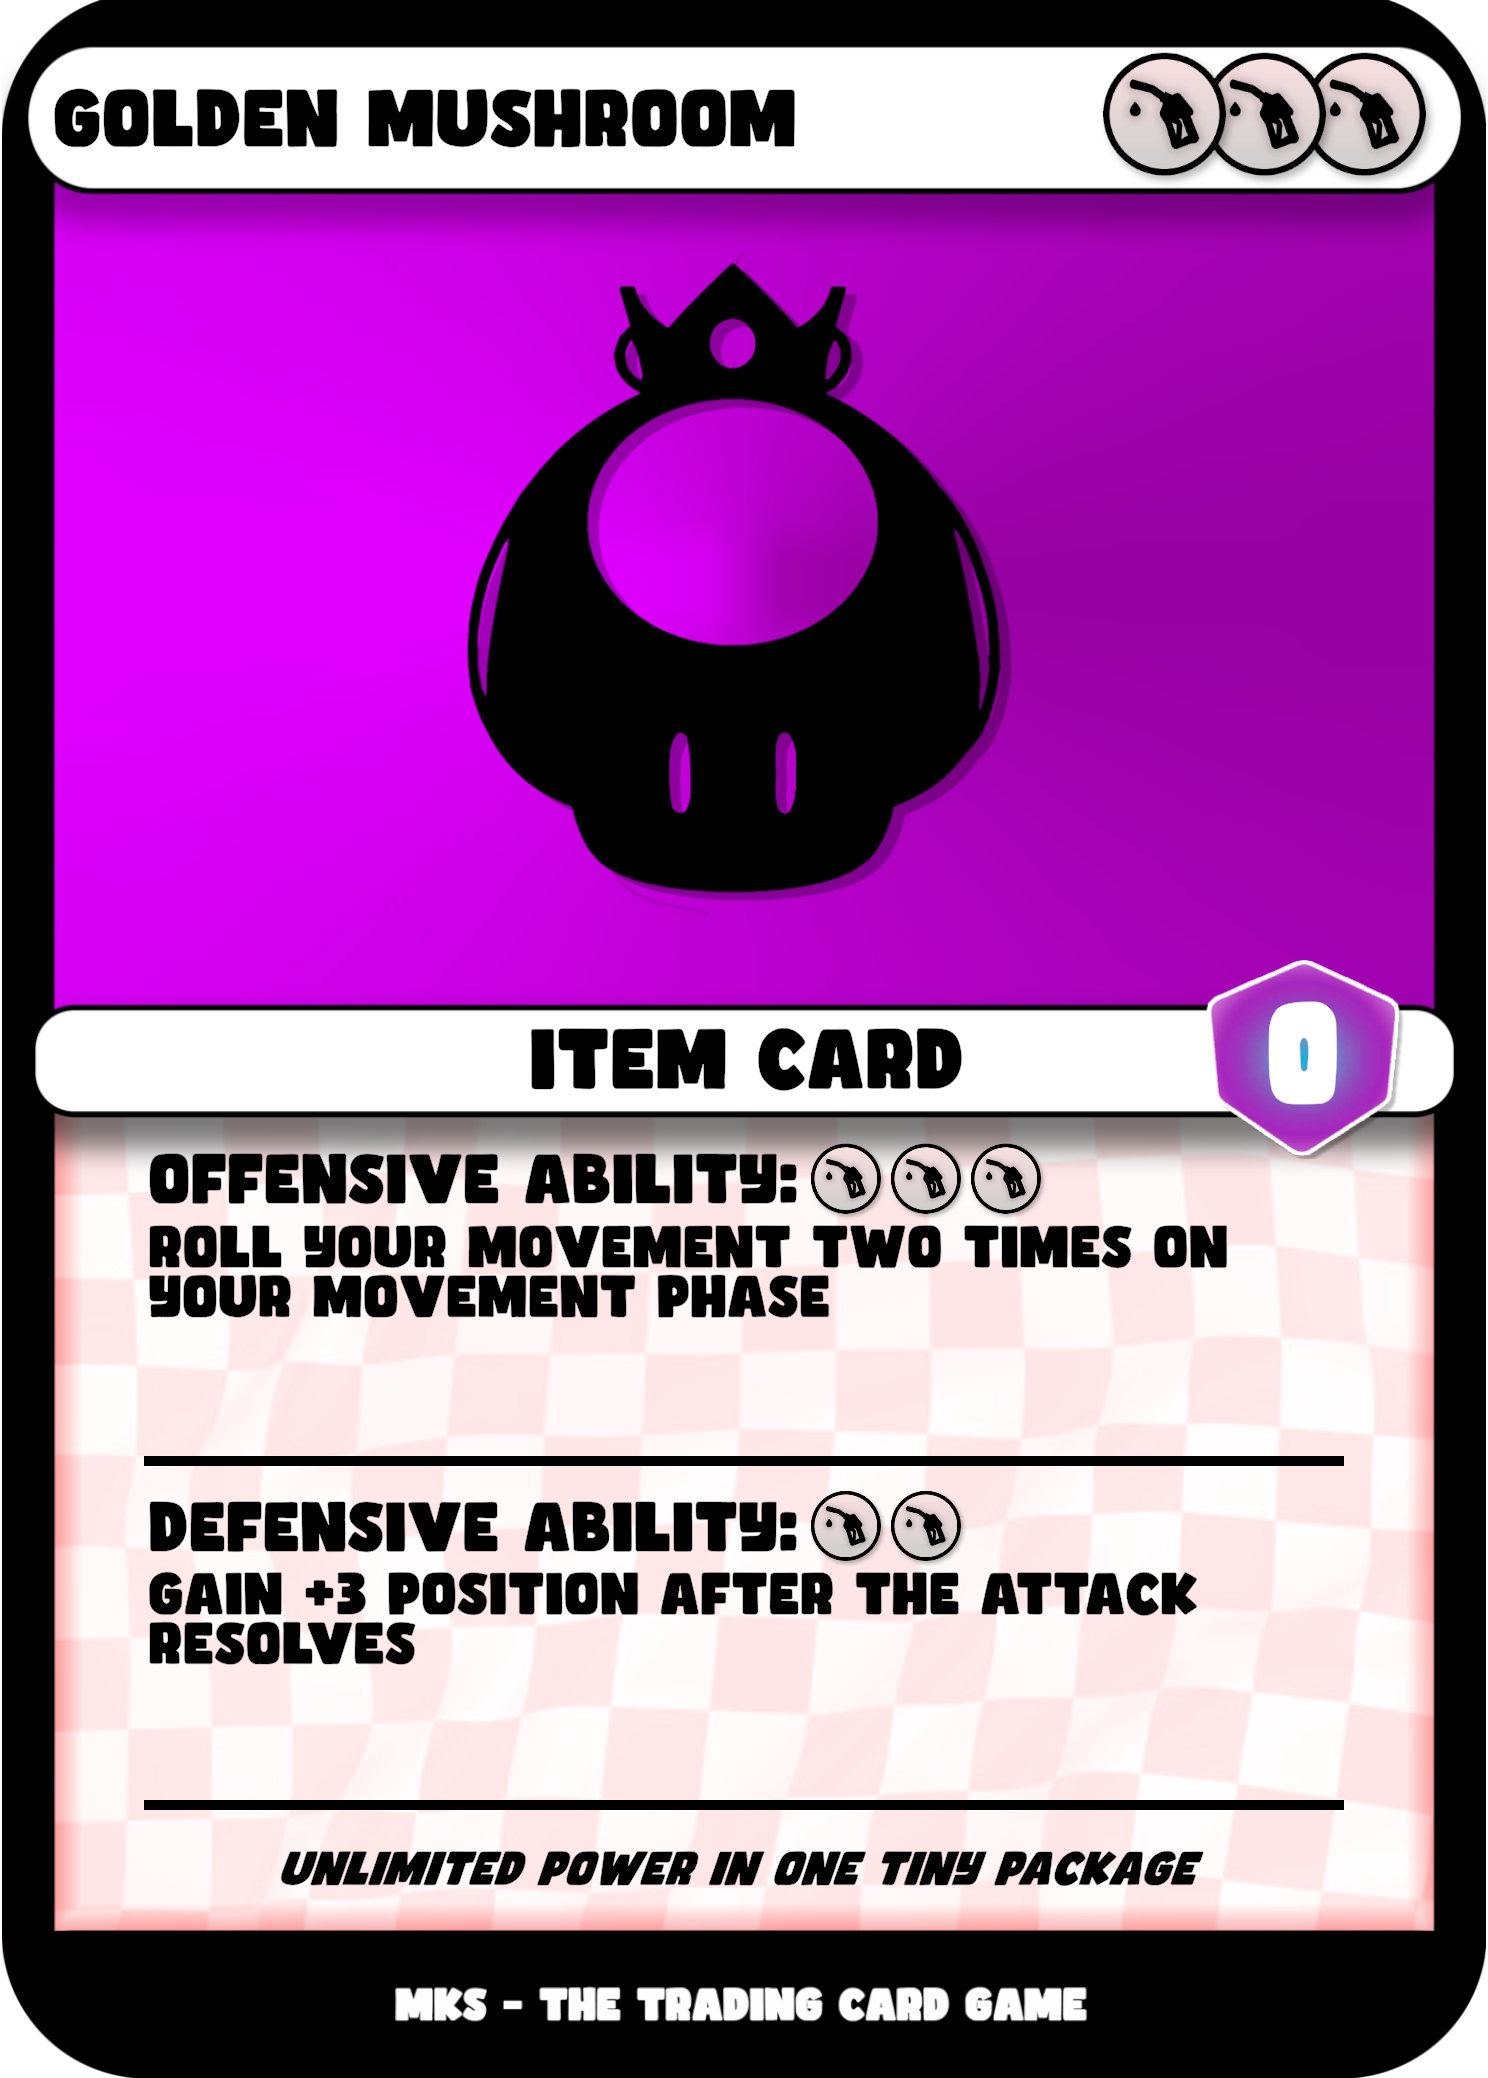 GOLDEN MUSHROOM
ITEM CARD
0
OFFENSIVE ABILITY:
ROLL YOUR MOVEMENT TWO TIMES ON
YOUR MOVEMENT PHASE
DEFENSIVE ABILITY:
GAIN +3 POSITION AFTER THE ATTACK
RESOLVES
UNLIMITED POWER IN ONE TINY PACKAGE
MKS - THE TRADING CARD GAME